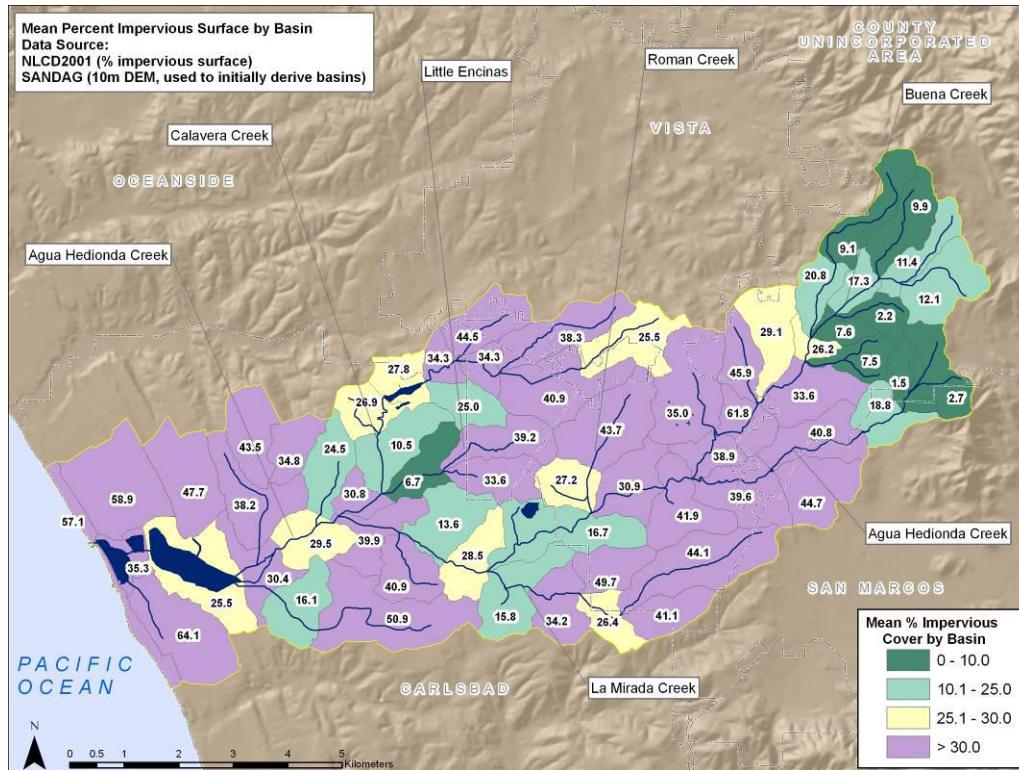 Mean Percent Impervious Surface by Basin
Data Source:
NLCD2001 (% impervious surface)
SANDAG (10m DEM, used to initially derive basins)
Little Encinas
Roman Creek
COUNTY
UNINCORPORATED
AREA
Buena Creek
Calavera Creek
VISTA
OCEANSIDE
Agua Hedionda Creek
9.9
9.1
11.4
20.8
17.3
12.1
2.2
44.5
38.3
29.1
7.6
34.3
34.3
25.5
26.2
27.8
7.5
45.9
1.5
26.9
25.0
40.9
33.6
2.7
35.0
61.8
18.8
43.5
24.5
10.5
39.2
43.7
40.8
34.8
38.9
6.7
33.6
27.2
58.9
47.7
38.2
30.8
30.9
39.6
44.7
57.1
13.6
41.9
16.7
29.5
39.9
28.5
44.1
Agua Hedionda Creek
35.3
30.4
40.9
49.7
25.5
16.1
SAN MARCOS
50.9
15.8
34.2
26.4
41.1
64.1
PACIFIC
OCEAN
CARLSBAD
La Mirada Creek
Mean % Impervious
Cover by Basin
0 - 10.0
10.1 - 25.0
25.1 - 30.0
> 30.0
N
0 0.5 1 2 3 4 5
Kilometers